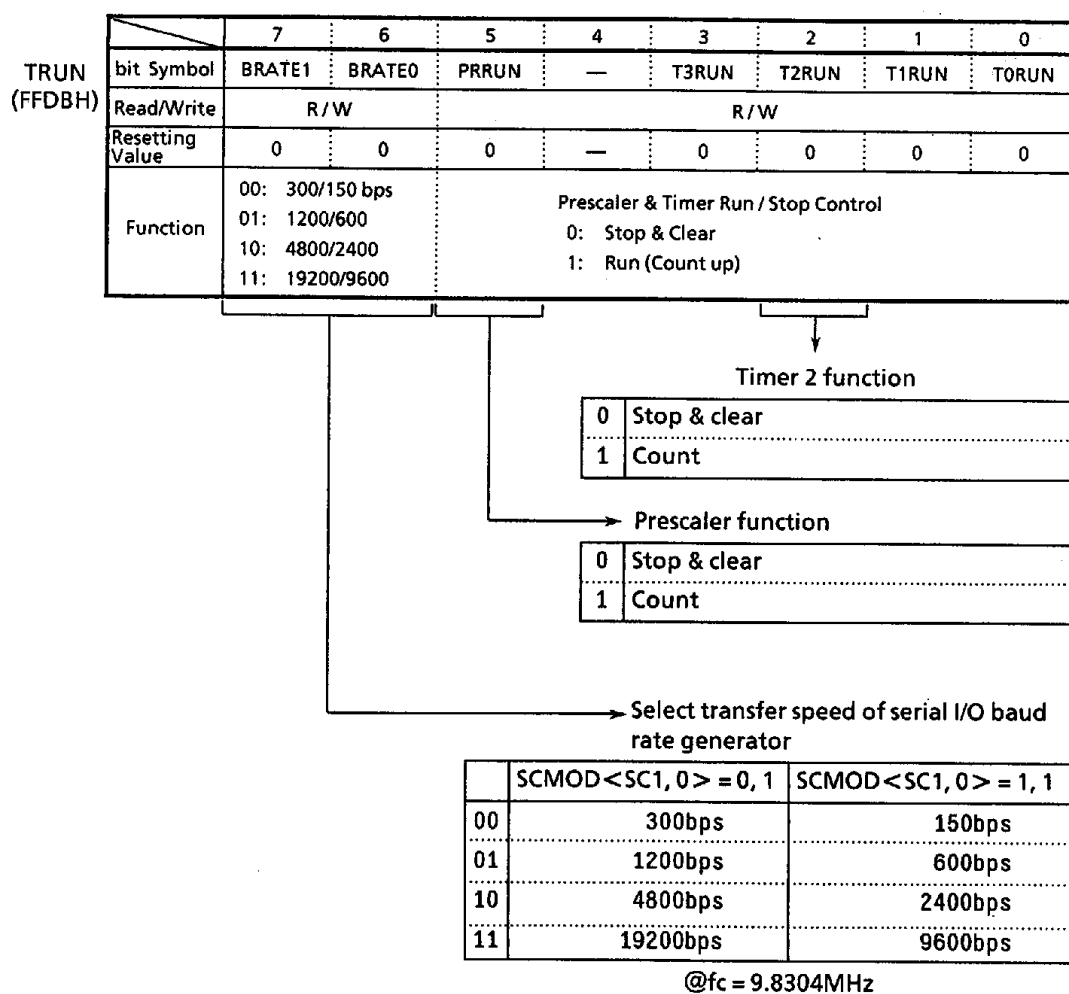 7 6 5 4 3 2 1 0
TRUN (FFDBH)
bit Symbol BRATE1 BRATE0 PRRUN — T3RUN T2RUN T1RUN T0RUN
Read/Write R/W R/W
Resetting Value 0 0 0 — 0 0 0 0
Function
00: 300/150 bps
01: 1200/600
10: 4800/2400
11: 19200/9600
Prescaler & Timer Run / Stop Control
0: Stop & Clear
1: Run (Count up)
Timer 2 function
0 Stop & clear
1 Count
Prescaler function
0 Stop & clear
1 Count
Select transfer speed of serial I/O baud
rate generator
SCMOD<SC1, 0> = 0, 1 SCMOD<SC1, 0> = 1, 1
00 300bps 150bps
01 1200bps 600bps
10 4800bps 2400bps
11 19200bps 9600bps
@fc = 9.8304MHz